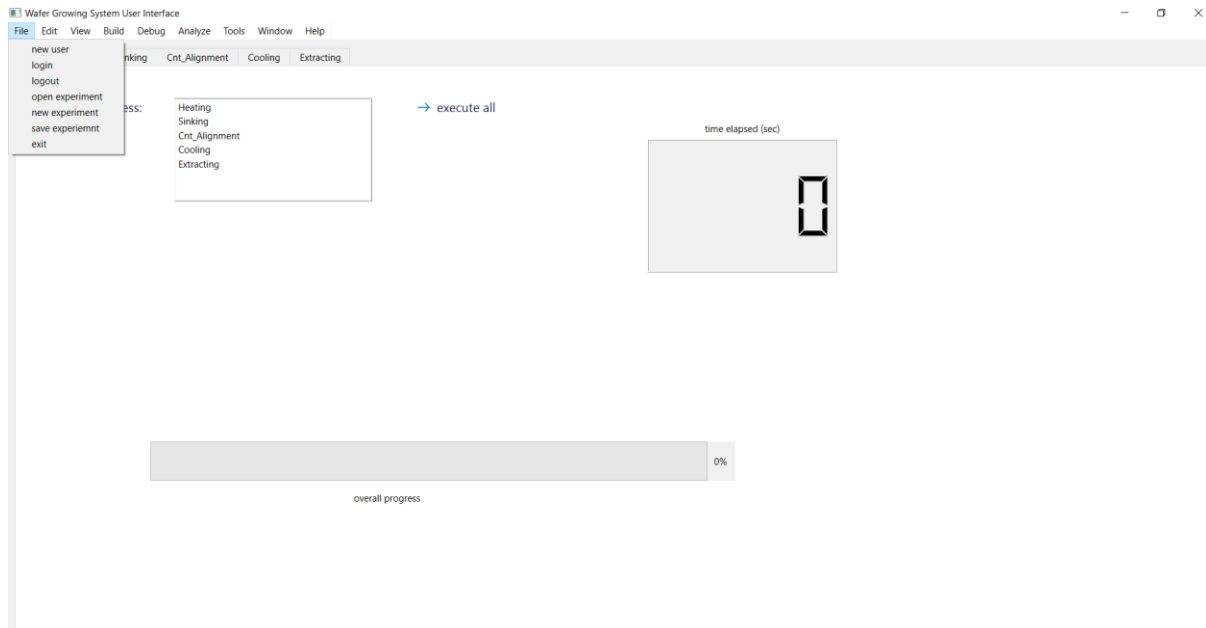 Wafer Growing System User Interface
File Edit View Build Debug Analyze Tools Window Help
new user
login
logout
open experiment
new experiment
save experiemnt
exit
nking Cnt_Alignment Cooling Extracting
ess:
Heating
Sinking
Cnt_Alignment
Cooling
Extracting
→ execute all
time elapsed (sec)
0
0%
overall progress